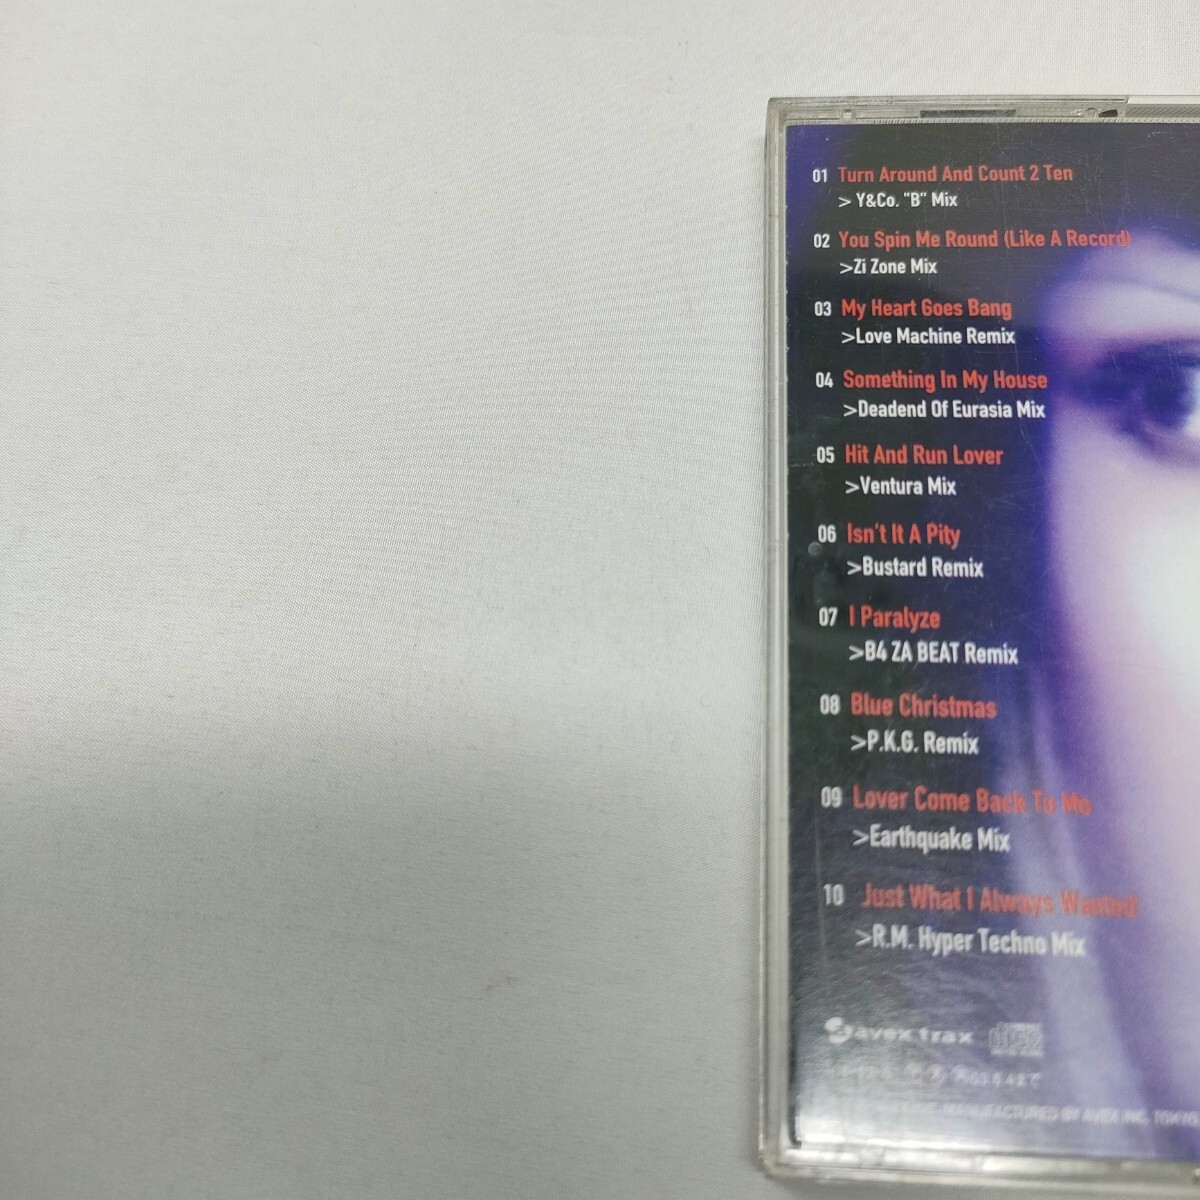 01 Turn Around And Count 2 Ten
> Y&Co. "B" Mix
02 You Spin Me Round (Like A Record)
>Zi Zone Mix
03 My Heart Goes Bang
>Love Machine Remix
04 Something In My House
>Deadend Of Eurasia Mix
05 Hit And Run Lover
>Ventura Mix
06 Isn't It A Pity
>Bustard Remix
07 I Paralyze
>B4 ZA BEAT Remix
08 Blue Christmas
>P.K.G. Remix
09 Lover Come Back To Me
>Earthquake Mix
10 Just What I Always Wanted
>R.M. Hyper Techno Mix
avex trax
MANUFACTURED BY AVEX INC. TOKYO